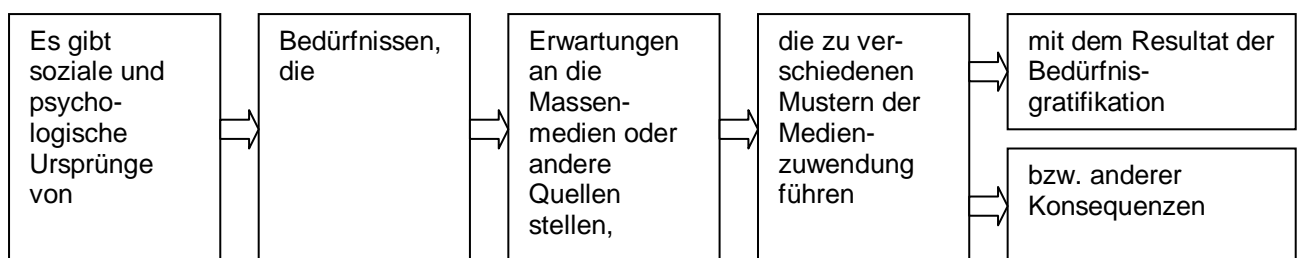 Es gibt
soziale und
psycho-
logische
Ursprünge
von
Bedürfnissen,
die
Erwartungen
an die
Massen-
medien oder
andere
Quellen
stellen,
die zu ver-
schiedenen
Mustern der
Medien-
zuwendung
führen
mit dem Resultat der
Bedürfnis-
gratifikation
bzw. anderer
Konsequenzen